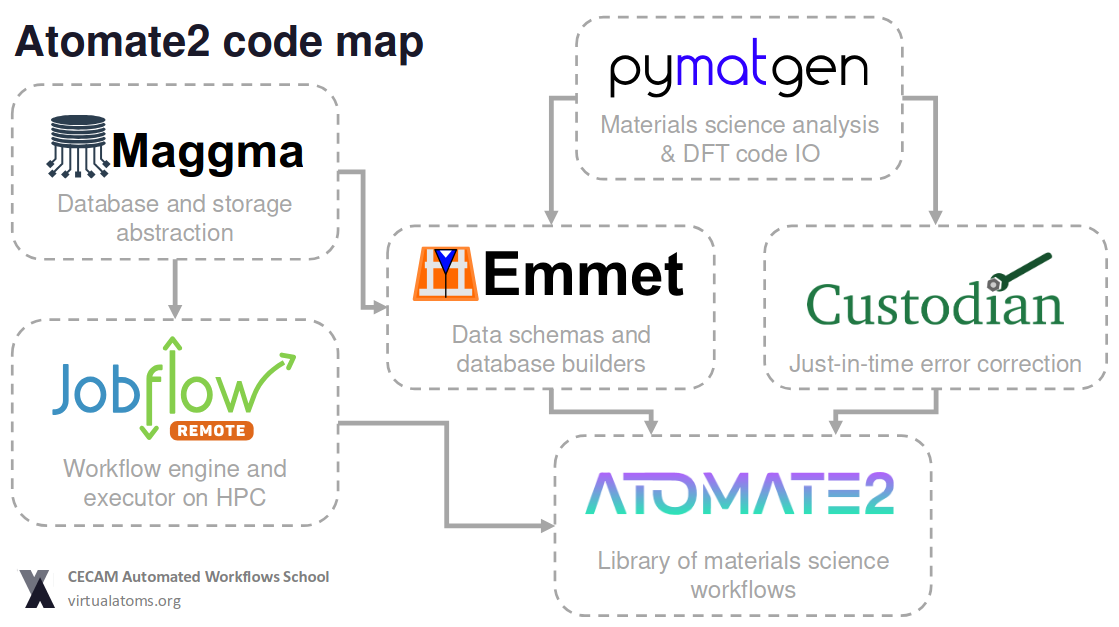 Atomate2 code map
pymatgen
Materials science analysis
& DFT code IO
Maggma
Database and storage
abstraction
Emmet
Data schemas and
database builders
Custodian
Just-in-time error correction
Jobflow
REMOTE
Workflow engine and
executor on HPC
ATOMATE2
Library of materials science
workflows
CECAM Automated Workflows School
virtualatoms.org